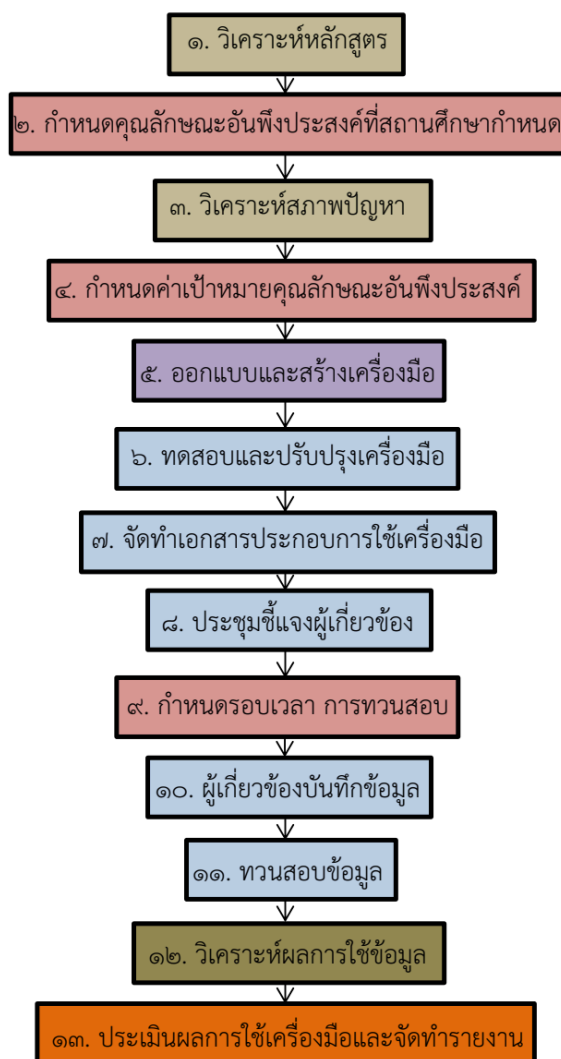 ๑. วิเคราะห์หลักสูตร
๒. กำหนดคุณลักษณะอันพึงประสงค์ที่สถานศึกษากำหนด
๓. วิเคราะห์สภาพปัญหา
๔. กำหนดค่าเป้าหมายคุณลักษณะอันพึงประสงค์
๕. ออกแบบและสร้างเครื่องมือ
๖. ทดสอบและปรับปรุงเครื่องมือ
๗. จัดทำเอกสารประกอบการใช้เครื่องมือ
๘. ประชุมชี้แจงผู้เกี่ยวข้อง
๙. กำหนดรอบเวลา การทวนสอบ
๑๐. ผู้เกี่ยวข้องบันทึกข้อมูล
๑๑. ทวนสอบข้อมูล
๑๒. วิเคราะห์ผลการใช้ข้อมูล
๑๓. ประเมินผลการใช้เครื่องมือและจัดทำรายงาน